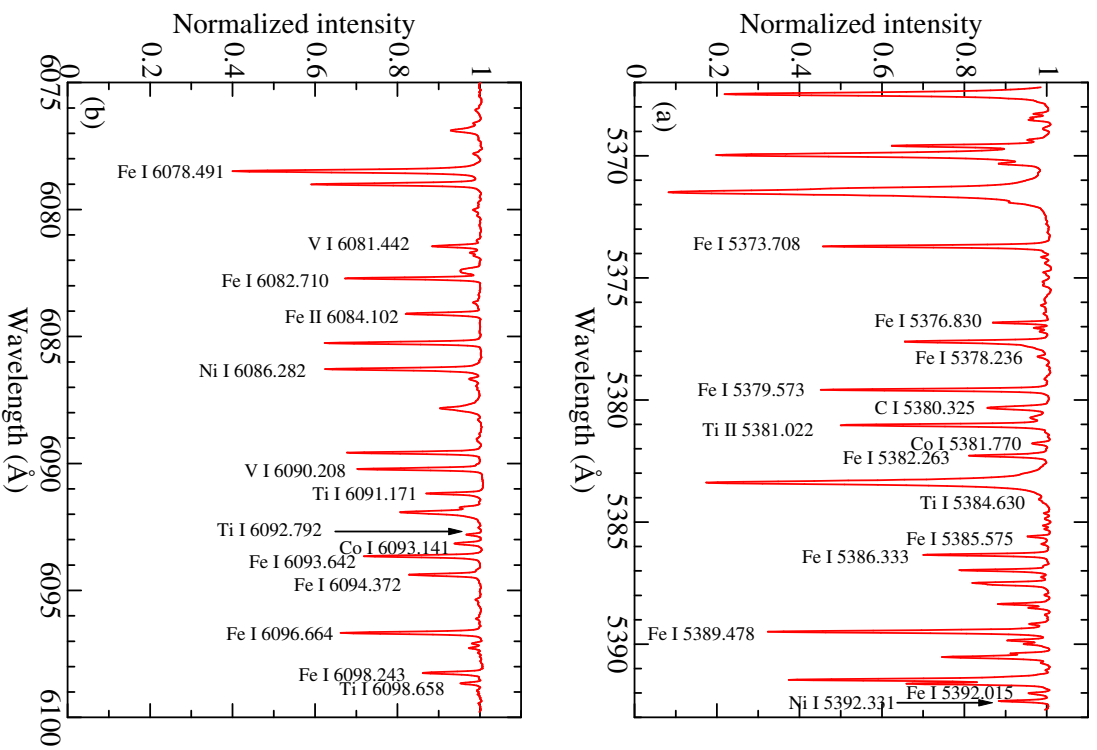 Normalized intensity
0
0.2
0.4
0.6
0.8
1
(b)
6075
6080
6085
6090
6095
6100
Wavelength (Å)
Fe I 6078.491
V I 6081.442
Fe I 6082.710
Fe II 6084.102
Ni I 6086.282
V I 6090.208
Ti I 6091.171
Ti I 6092.792
Co I 6093.141
Fe I 6093.642
Fe I 6094.372
Fe I 6096.664
Fe I 6098.243
Ti I 6098.658
Normalized intensity
0
0.2
0.4
0.6
0.8
1
(a)
5370
5375
5380
5385
5390
Wavelength (Å)
Fe I 5373.708
Fe I 5376.830
Fe I 5378.236
Fe I 5379.573
C I 5380.325
Ti II 5381.022
Co I 5381.770
Fe I 5382.263
Ti I 5384.630
Fe I 5385.575
Fe I 5386.333
Fe I 5389.478
Fe I 5392.015
Ni I 5392.331